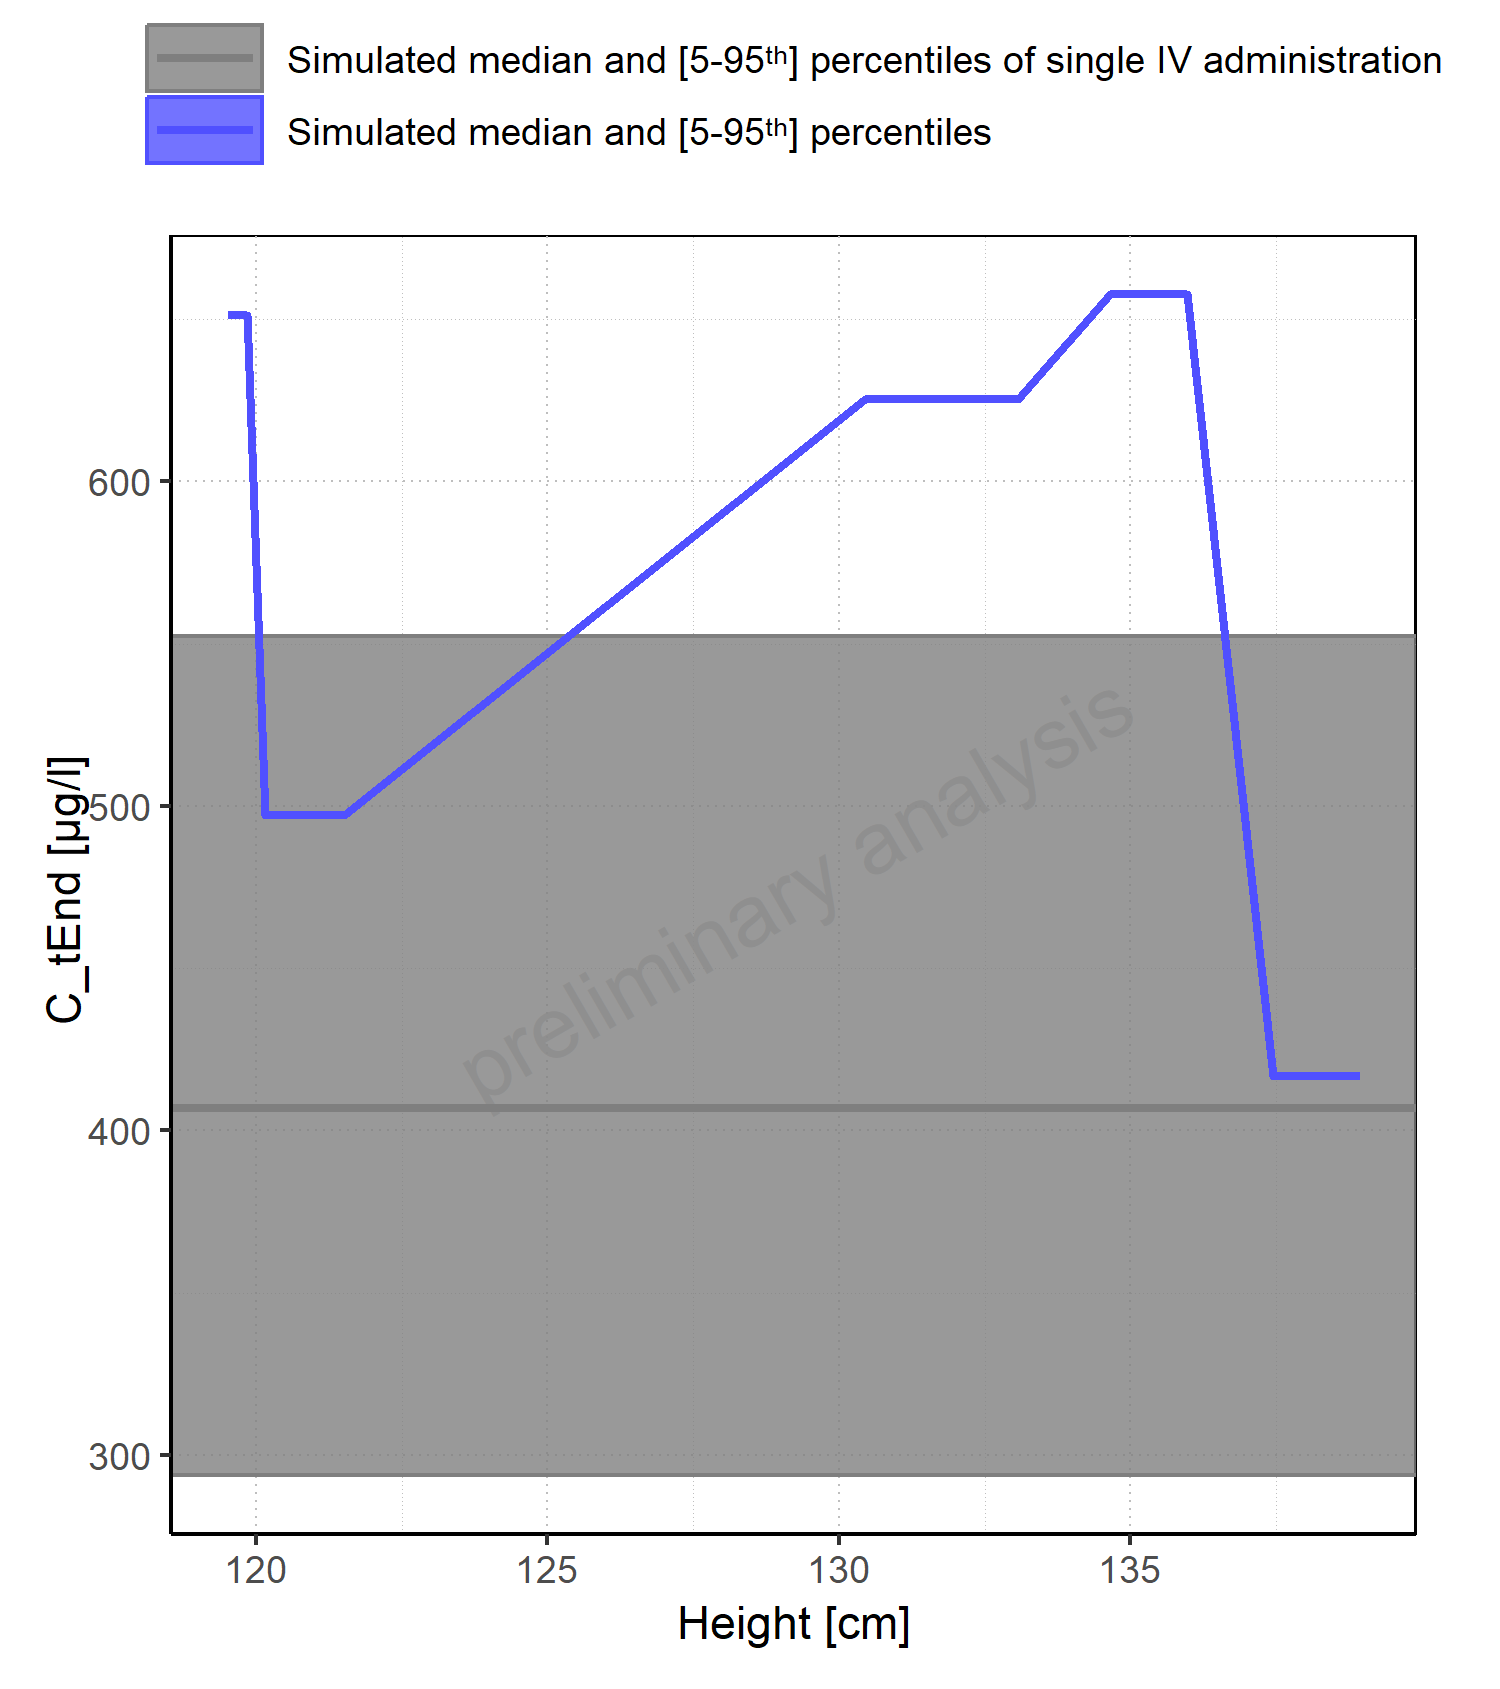 Simulated median and [5-95th] percentiles of single IV administration
Simulated median and [5-95th] percentiles
600
500
400
300
C_tEnd [µg/l]
preliminary analysis
120 125 130 135
Height [cm]